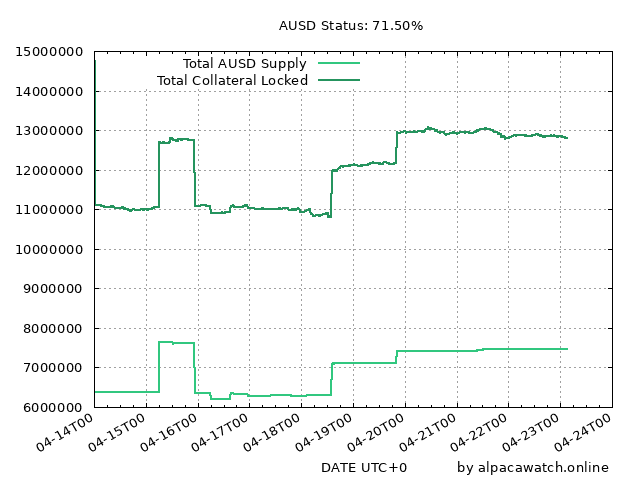 AUSD Status: 71.50%
15000000
14000000
13000000
12000000
11000000
10000000
9000000
8000000
7000000
6000000
Total AUSD Supply
Total Collateral Locked
04-14T00
04-15T00
04-16T00
04-17T00
04-18T00
04-19T00
04-20T00
04-21T00
04-22T00
04-23T00
04-24T00
DATE UTC+0
by alpacawatch.online